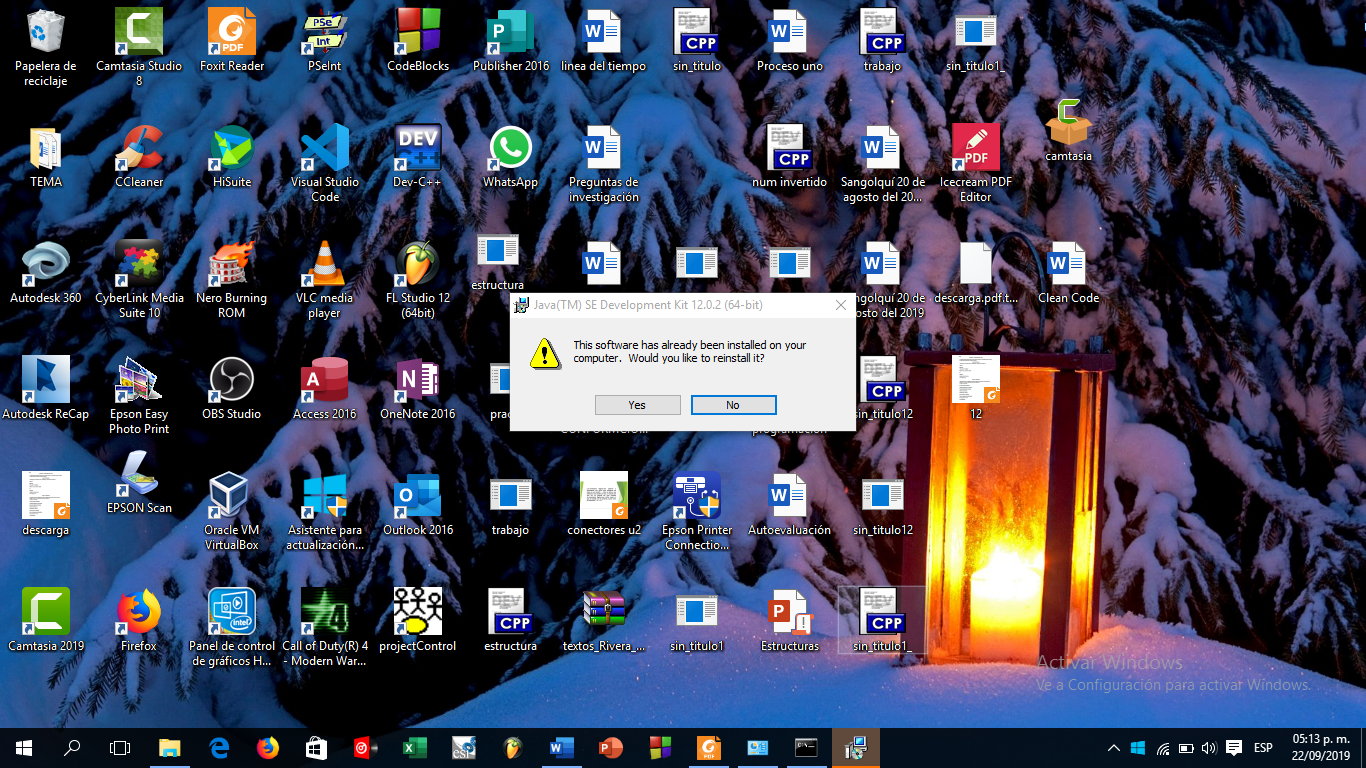 Papelera de
reciclaje
Camtasia Studio
8
Foxit Reader
PSeInt
CodeBlocks
Publisher 2016
linea del tiempo
sin_titulo
Proceso uno
trabajo
sin_titulo1_
camtasia
TEMA
CCleaner
HiSuite
Visual Studio
Code
Dev-C++
WhatsApp
Preguntas de
investigacion
num invertido
Sangolquí 20 de
agosto del 20...
Icecream PDF
Editor
Autodesk 360
CyberLink Media
Suite 10
Nero Burning
ROM
VLC media
player
FL Studio 12
(64bit)
estructura
ngolquí 20 de
osto del 2019
descarga.pdf.t...
Clean Code
Java(TM) SE Development Kit 12.0.2 (64-bit)
This software has already been installed on your
computer. Would you like to reinstall it?
Yes
No
Autodesk ReCap
Epson Easy
Photo Print
OBS Studio
Access 2016
OneNote 2016
sin_titulo12
12
descarga
EPSON Scan
Oracle VM
VirtualBox
Asistente para
actualización...
Outlook 2016
trabajo
conectores u2
Epson Printer
Connectio...
Autoevaluación
sin_titulo12
Camtasia 2019
Firefox
Panel de control
de gráficos H...
Call of Duty(R) 4
- Modern War...
projectControl
estructura
textos_Rivera_...
sin_titulo1
Estructuras
sin_titulo1_
Activar Windows
Ve a Configuración para activar Windows.
ESP
05:13 p. m.
22/09/2019